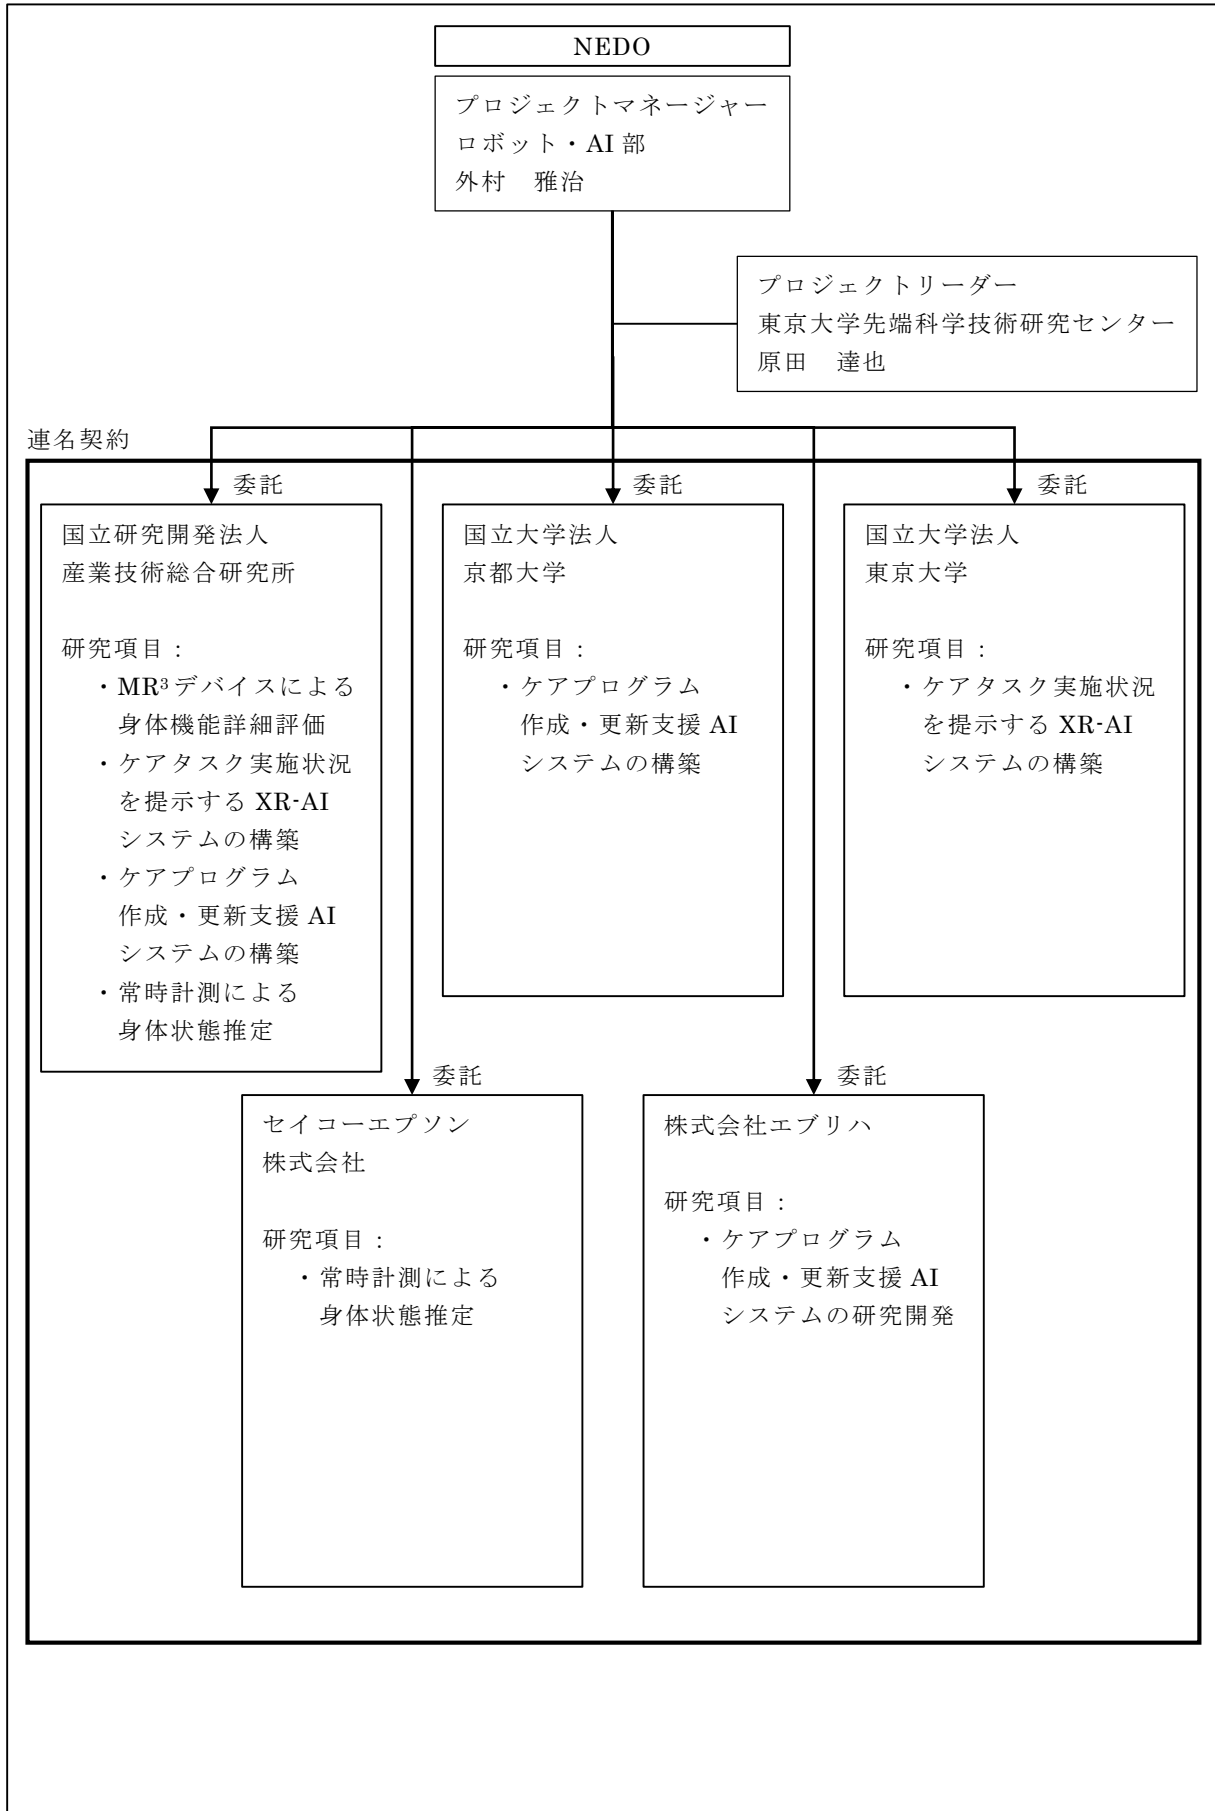 NEDO
プロジェクトマネージャー
ロボット・AI 部
外村　雅治
プロジェクトリーダー
東京大学先端科学技術研究センター
原田　達也
連名契約
委託
国立研究開発法人
産業技術総合研究所
研究項目：
・MR³デバイスによる
身体機能詳細評価
・ケアタスク実施状況
を提示する XR-AI
システムの構築
・ケアプログラム
作成・更新支援 AI
システムの構築
・常時計測による
身体状態推定
委託
国立大学法人
京都大学
研究項目：
・ケアプログラム
作成・更新支援 AI
システムの構築
委託
国立大学法人
東京大学
研究項目：
・ケアタスク実施状況
を提示する XR-AI
システムの構築
委託
セイコーエプソン
株式会社
研究項目：
・常時計測による
身体状態推定
委託
株式会社エブリハ
研究項目：
・ケアプログラム
作成・更新支援 AI
システムの研究開発